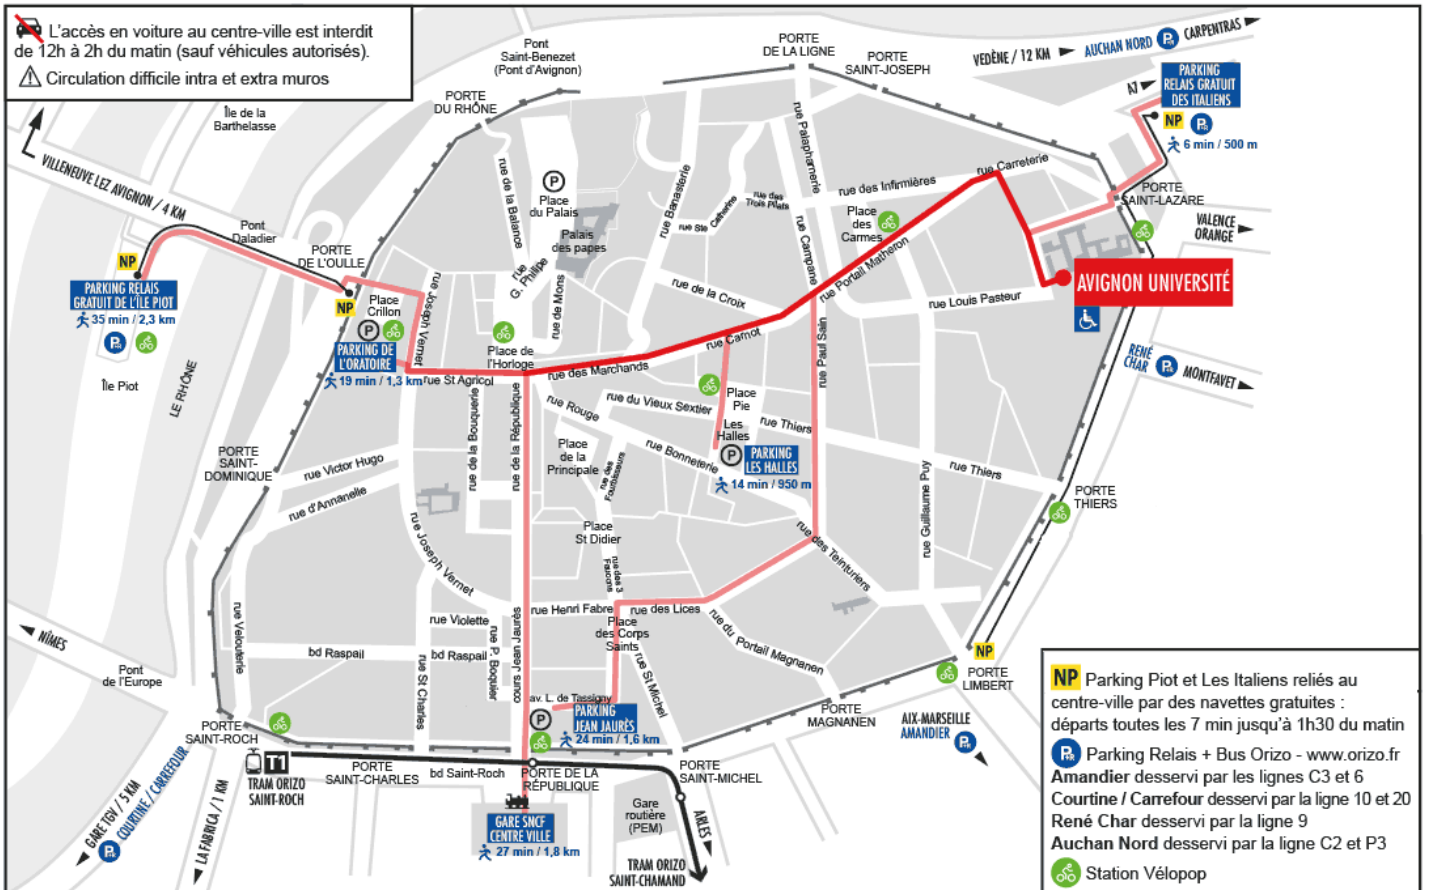 L'accès en voiture au centre-ville est interdit
de 12h à 2h du matin (sauf véhicules autorisés).
Circulation difficile intra et extra muros
Pont
Saint-Benezet
(Pont d'Avignon)
PORTE
DE LA LIGNE
PORTE
SAINT-JOSEPH
VEDÈNE / 12 KM
AUCHAN NORD
P+R
CARPENTRAS
A7
PARKING
RELAIS GRATUIT
DES ITALIENS
NP
P+R
6 min / 500 m
PORTE
SAINT-LAZARE
VALENCE
ORANGE
Île de la
Barthelasse
PORTE
DU RHÔNE
VILLENEUVE LEZ AVIGNON / 4 KM
Pont
Daladier
PORTE
DE L'OULLE
NP
PARKING RELAIS
GRATUIT DE L'ÎLE PIOT
35 min / 2,3 km
P+R
Île Piot
LE RHÔNE
NP
Place
Crillon
P
PARKING DE
L'ORATOIRE
19 min / 1,3 km
rue Joseph Vernet
rue St Agricol
rue de la Balance
P
Place
du Palais
Palais
des papes
rue
G. Philipe
rue de Mons
Place de
l'Horloge
rue des Marchands
rue Banasterie
rue Ste
Catherine
rue des
Trois Pilats
rue Palapharnerie
rue Campane
rue des Infirmières
rue Carreterie
Place
des
Carmes
rue Portail Matheron
rue de la Croix
rue Carnot
rue Louis Pasteur
AVIGNON UNIVERSITÉ
RENÉ
CHAR
P+R
MONTFAVET
rue Paul Saïn
Place
Pie
Les
Halles
P
PARKING
LES HALLES
14 min / 950 m
rue du Vieux Sextier
rue Thiers
rue Thiers
rue Rouge
rue Bonneterie
Place
de la
Principale
rue des
Fourbisseurs
rue de la Bouquerie
rue de la République
PORTE
SAINT-
DOMINIQUE
rue Victor Hugo
rue d'Annanelle
rue Joseph Vernet
Place
St Didier
rue des 3
Faucons
rue des Teinturiers
rue Guillaume Puy
PORTE
THIERS
rue Henri Fabre
rue des Lices
Place
des Corps
Saints
rue du Portail Magnanen
rue St Michel
rue Violette
rue P. Boquier
cours Jean Jaurès
bd Raspail
bd Raspail
rue St Charles
rue Velouterie
av. L. de Tassigny
P
PARKING
JEAN JAURÈS
24 min / 1,6 km
NP
PORTE
LIMBERT
PORTE
MAGNANEN
AIX-MARSEILLE
AMANDIER
P+R
NÎMES
Pont
de l'Europe
PORTE
SAINT-ROCH
T1
TRAM ORIZO
SAINT-ROCH
GARE TGV / 5 KM
COURTINE / CARREFOUR
P+R
LA FABRICA / 1 KM
PORTE
SAINT-CHARLES
bd Saint-Roch
PORTE DE LA
RÉPUBLIQUE
PORTE
SAINT-MICHEL
GARE SNCF
CENTRE VILLE
27 min / 1,8 km
Gare
routière
(PEM)
ARLES
TRAM ORIZO
SAINT-CHAMAND
NP Parking Piot et Les Italiens reliés au
centre-ville par des navettes gratuites :
départs toutes les 7 min jusqu'à 1h30 du matin
P+R Parking Relais + Bus Orizo - www.orizo.fr
Amandier desservi par les lignes C3 et 6
Courtine / Carrefour desservi par la ligne 10 et 20
René Char desservi par la ligne 9
Auchan Nord desservi par la ligne C2 et P3
Station Vélopop